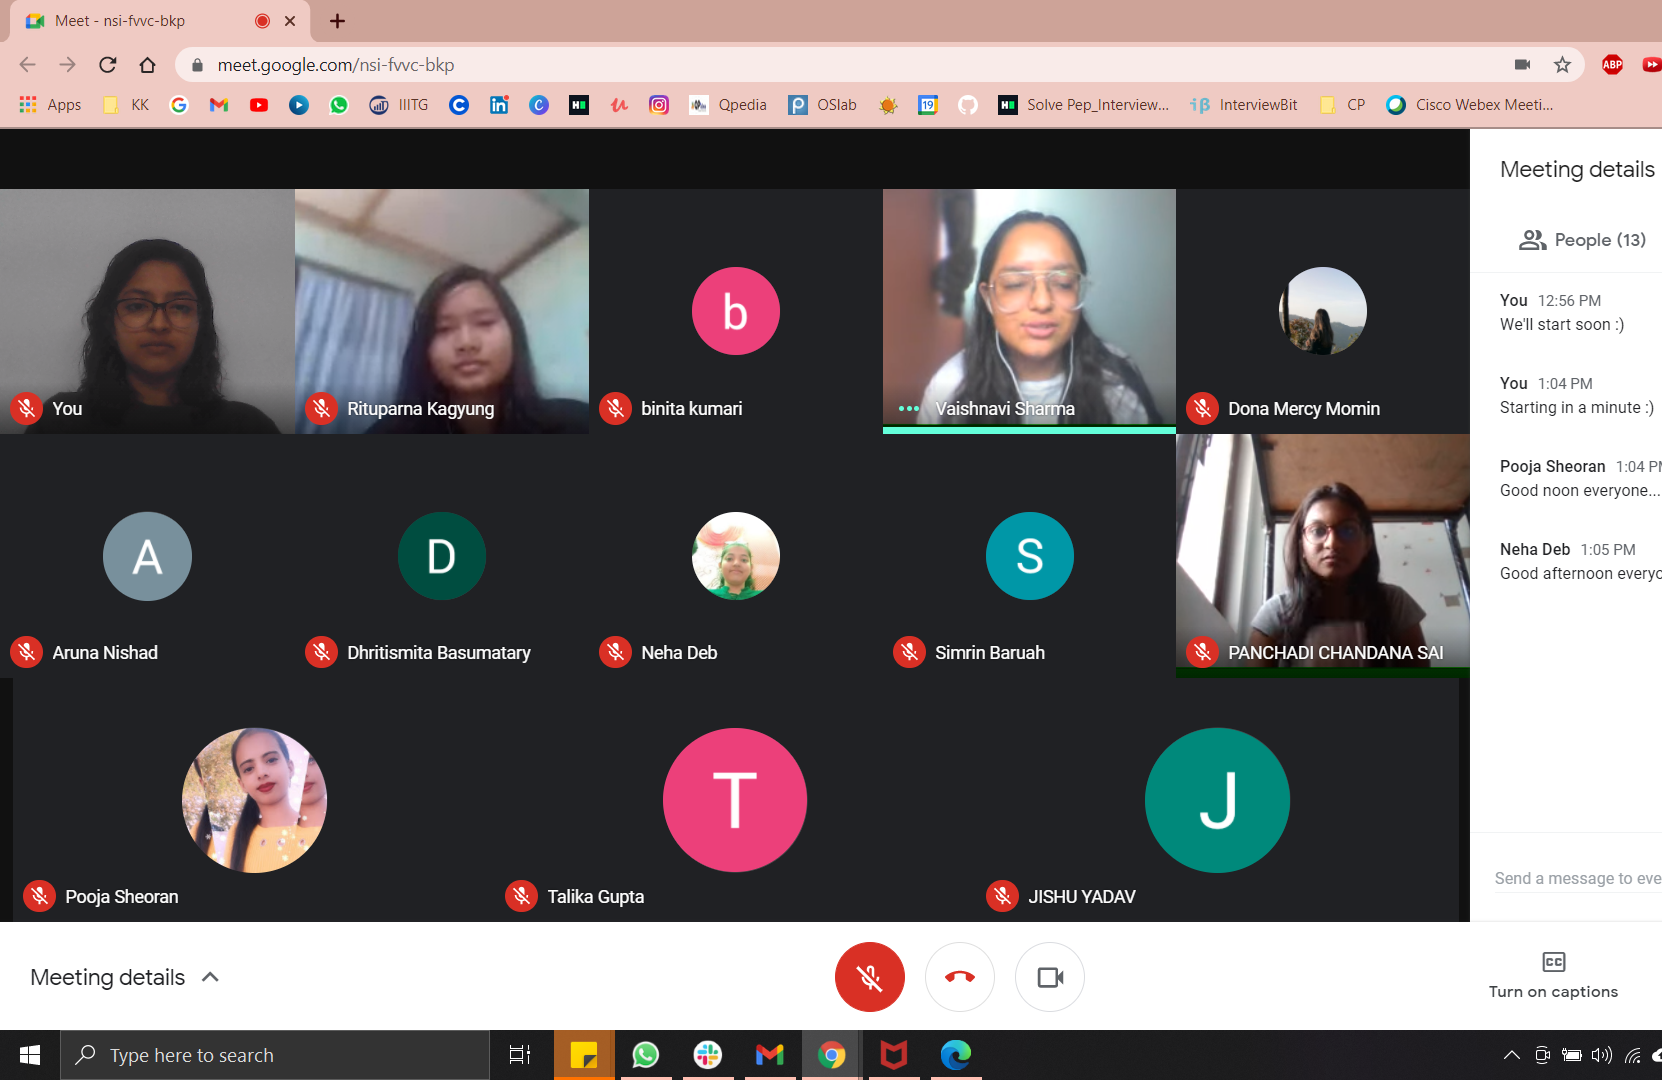 Meet - nsi-fvvc-bkp
meet.google.com/nsi-fvvc-bkp
ABP
Apps
KK
IIITG
Qpedia
OSlab
19
Solve Pep_Interview...
InterviewBit
CP
Cisco Webex Meeti...
You
Rituparna Kagyung
b
binita kumari
Vaishnavi Sharma
Dona Mercy Momin
A
Aruna Nishad
D
Dhritismita Basumatary
Neha Deb
S
Simrin Baruah
PANCHADI CHANDANA SAI
Pooja Sheoran
T
Talika Gupta
J
JISHU YADAV
Meeting details
People (13)
You 12:56 PM
We'll start soon :)
You 1:04 PM
Starting in a minute :)
Pooja Sheoran 1:04 PM
Good noon everyone...
Neha Deb 1:05 PM
Good afternoon everyo
Send a message to eve
Meeting details
CC
Turn on captions
Type here to search